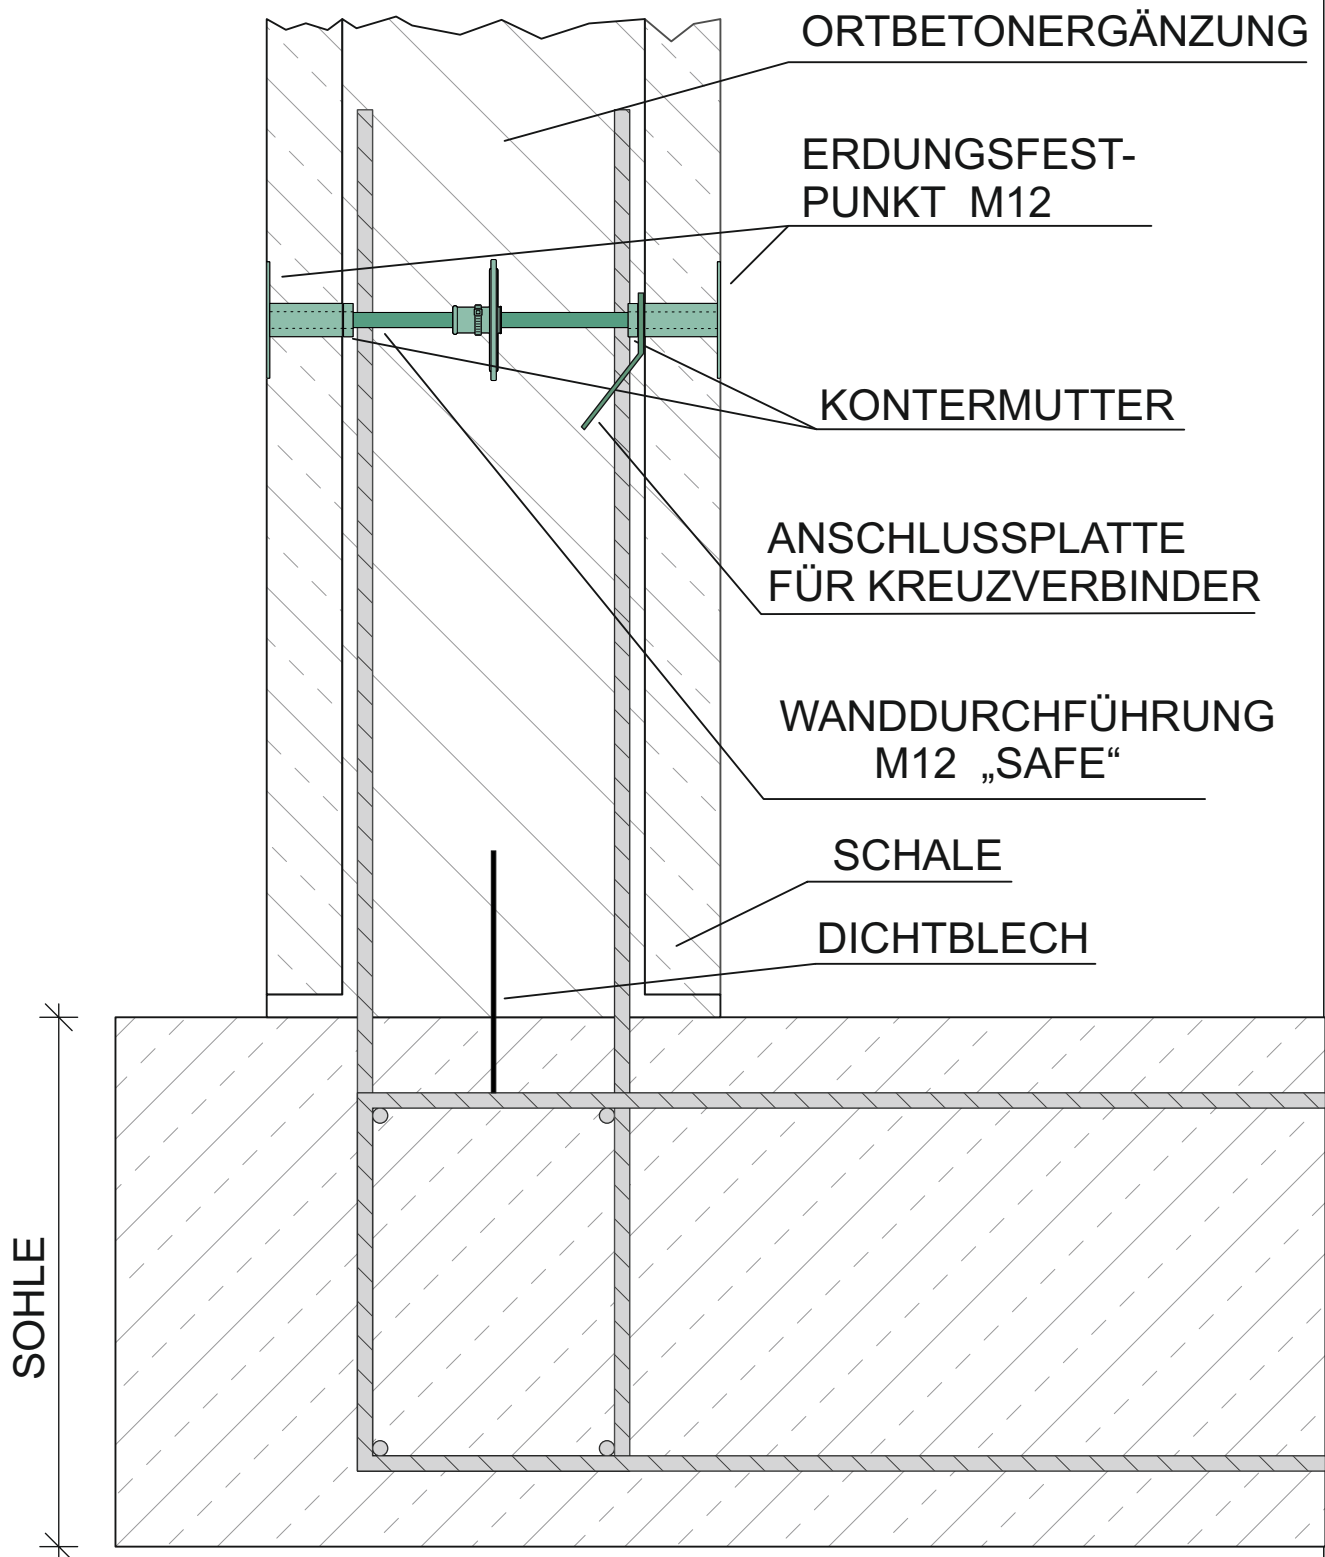 ORTBETONERGÄNZUNG
ERDUNGSFEST-
PUNKT M12
KONTERMUTTER
ANSCHLUSSPLATTE
FÜR KREUZVERBINDER
WANDDURCHFÜHRUNG
M12 „SAFE“
SCHALE
DICHTBLECH
SOHLE